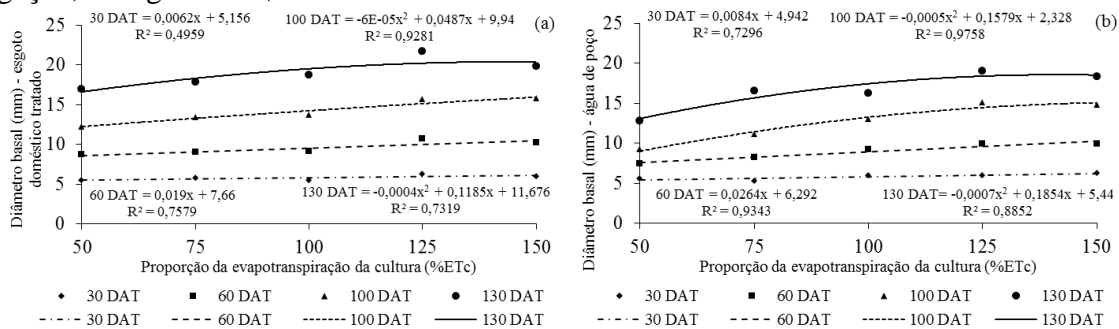 30 DAT = 0,0062x + 5,156
R² = 0,4959
100 DAT = -6E-05x² + 0,0487x + 9,94
R² = 0,9281
(a)
Diâmetro basal (mm) - esgoto
doméstico tratado
25
20
15
10
5
0
60 DAT = 0,019x + 7,66
R² = 0,7579
130 DAT = -0,0004x² + 0,1185x + 11,676
R² = 0,7319
50 75 100 125 150
Proporção da evapotranspiração da cultura (%ETc)
30 DAT 60 DAT 100 DAT 130 DAT
30 DAT 60 DAT 100 DAT 130 DAT
30 DAT = 0,0084x + 4,942
R² = 0,7296
100 DAT = -0,0005x² + 0,1579x + 2,328
R² = 0,9758
(b)
Diâmetro basal (mm) - água de poço
25
20
15
10
5
0
60 DAT = 0,0264x + 6,292
R² = 0,9343
130 DAT= -0,0007x² + 0,1854x + 5,44
R² = 0,8852
50 75 100 125 150
Proporção da evapotranspiração da cultura (%ETc)
30 DAT 60 DAT 100 DAT 130 DAT
30 DAT 60 DAT 100 DAT 130 DAT